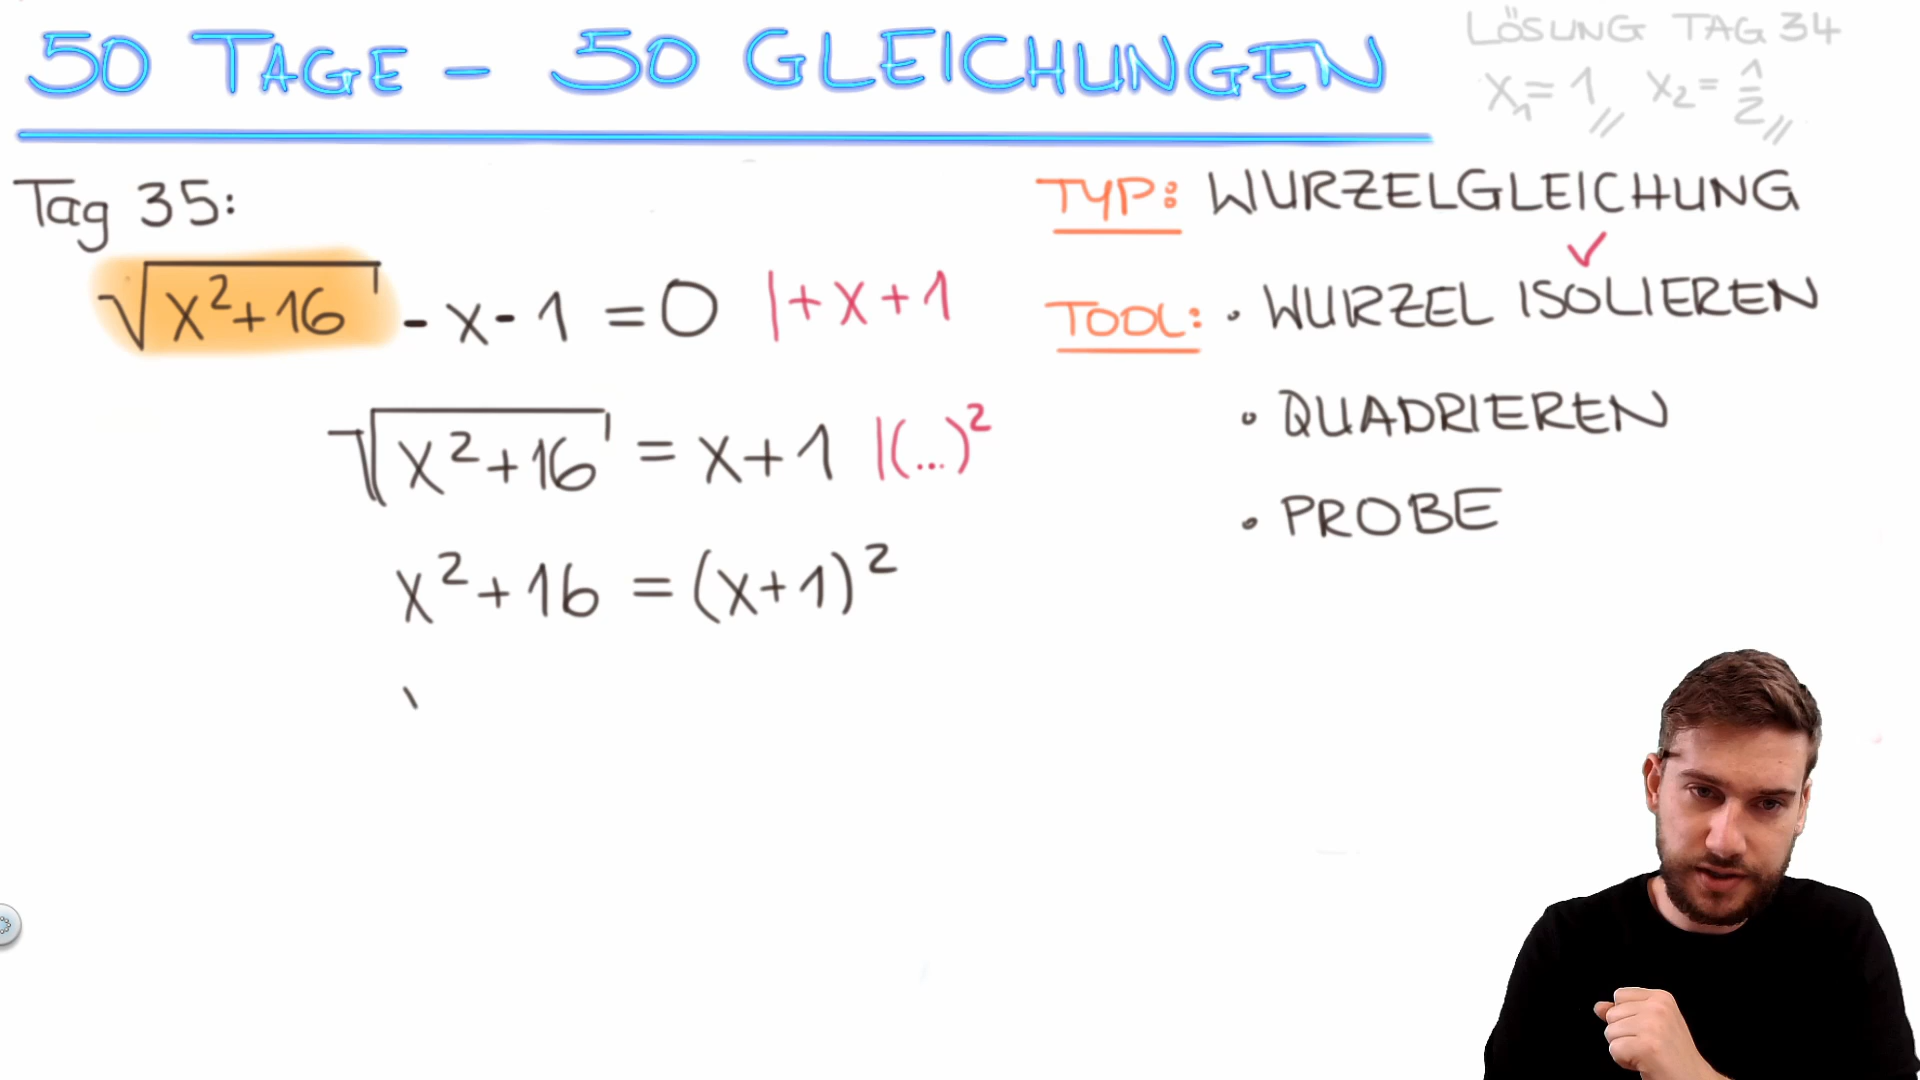 50 TAGE - 50 GLEICHUNGEN
LÖSUNG TAG 34
x₁ = 1 x₂ = 1/2
Tag 35:
√(x²+16) - x - 1 = 0 |+x+1
√(x²+16) = x+1 |(...)²
x²+16 = (x+1)²
TYP: WURZELGLEICHUNG
TOOL: • WURZEL ISOLIEREN ✓
• QUADRIEREN
• PROBE